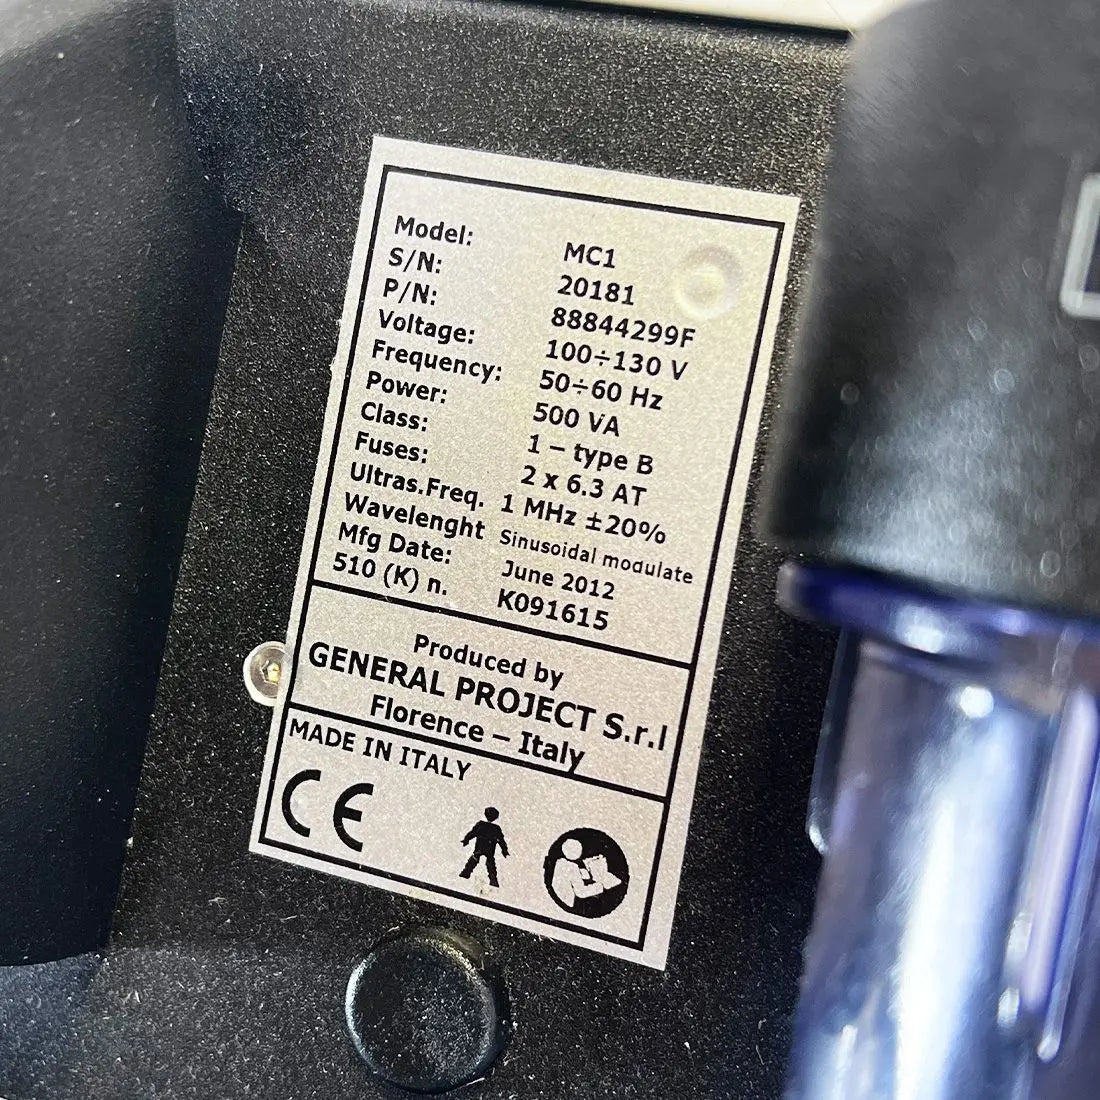 Model: MC1
S/N: 20181
P/N: 88844299F
Voltage: 100÷130 V
Frequency: 50÷60 Hz
Power: 500 VA
Class: 1 – type B
Fuses: 2 x 6.3 AT
Ultras.Freq. 1 MHz ±20%
Wavelenght Sinusoidal modulate
Mfg Date: June 2012
510 (K) n. K091615
Produced by
GENERAL PROJECT S.r.l
Florence – Italy
MADE IN ITALY
CE